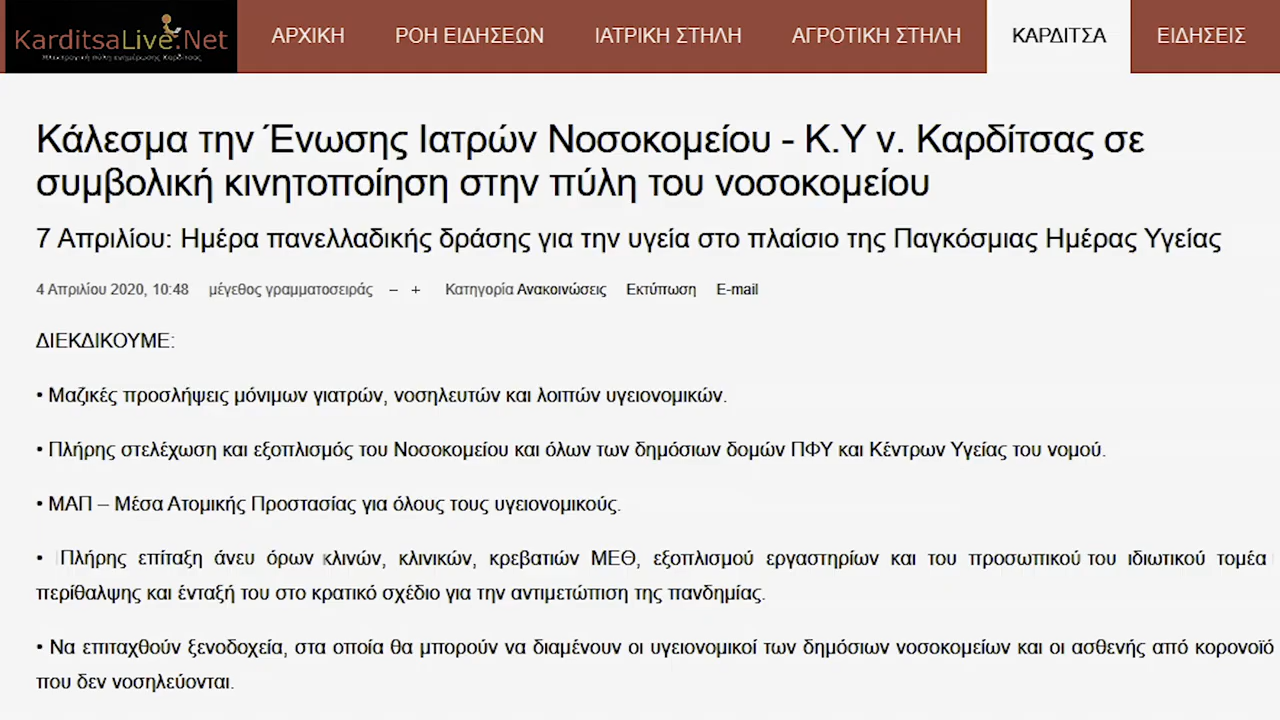 KarditsaLive.Net
Ηλεκτρονική πύλη ενημέρωσης Καρδίτσας
ΑΡΧΙΚΗ ΡΟΗ ΕΙΔΗΣΕΩΝ ΙΑΤΡΙΚΗ ΣΤΗΛΗ ΑΓΡΟΤΙΚΗ ΣΤΗΛΗ ΚΑΡΔΙΤΣΑ ΕΙΔΗΣΕΙΣ
Κάλεσμα την Ένωσης Ιατρών Νοσοκομείου - Κ.Υ ν. Καρδίτσας σε
συμβολική κινητοποίηση στην πύλη του νοσοκομείου
7 Απριλίου: Ημέρα πανελλαδικής δράσης για την υγεία στο πλαίσιο της Παγκόσμιας Ημέρας Υγείας
4 Απριλίου 2020, 10:48 μέγεθος γραμματοσειράς – + Κατηγορία Ανακοινώσεις Εκτύπωση E-mail
ΔΙΕΚΔΙΚΟΥΜΕ:
• Μαζικές προσλήψεις μόνιμων γιατρών, νοσηλευτών και λοιπών υγειονομικών.
• Πλήρης στελέχωση και εξοπλισμός του Νοσοκομείου και όλων των δημόσιων δομών ΠΦΥ και Κέντρων Υγείας του νομού.
• ΜΑΠ – Μέσα Ατομικής Προστασίας για όλους τους υγειονομικούς.
• Πλήρης επίταξη άνευ όρων κλινών, κλινικών, κρεβατιών ΜΕΘ, εξοπλισμού εργαστηρίων και του προσωπικού του ιδιωτικού τομέα
περίθαλψης και ένταξή του στο κρατικό σχέδιο για την αντιμετώπιση της πανδημίας.
• Να επιταχθούν ξενοδοχεία, στα οποία θα μπορούν να διαμένουν οι υγειονομικοί των δημόσιων νοσοκομείων και οι ασθενής από κορονοϊό
που δεν νοσηλεύονται.